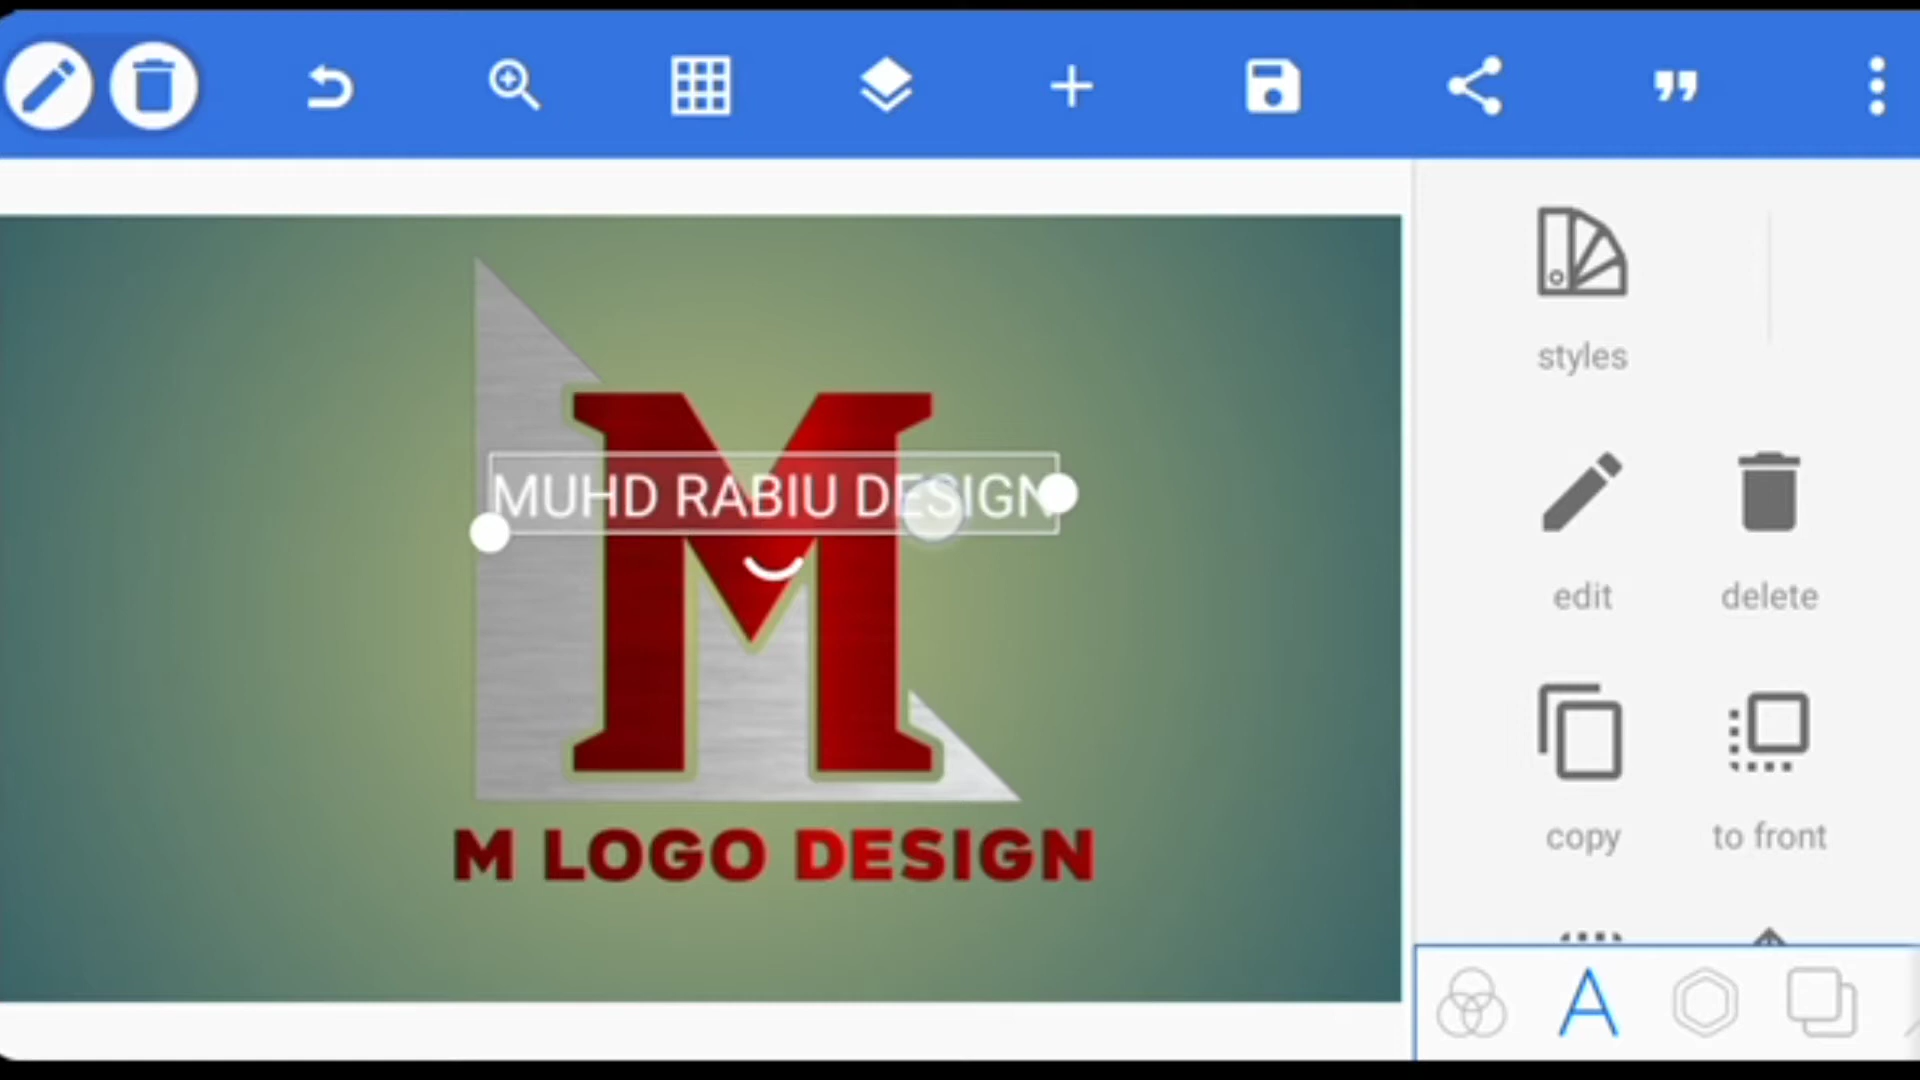 styles
M
MUHD RABIU DESIGN
edit
delete
copy
to front
M LOGO DESIGN